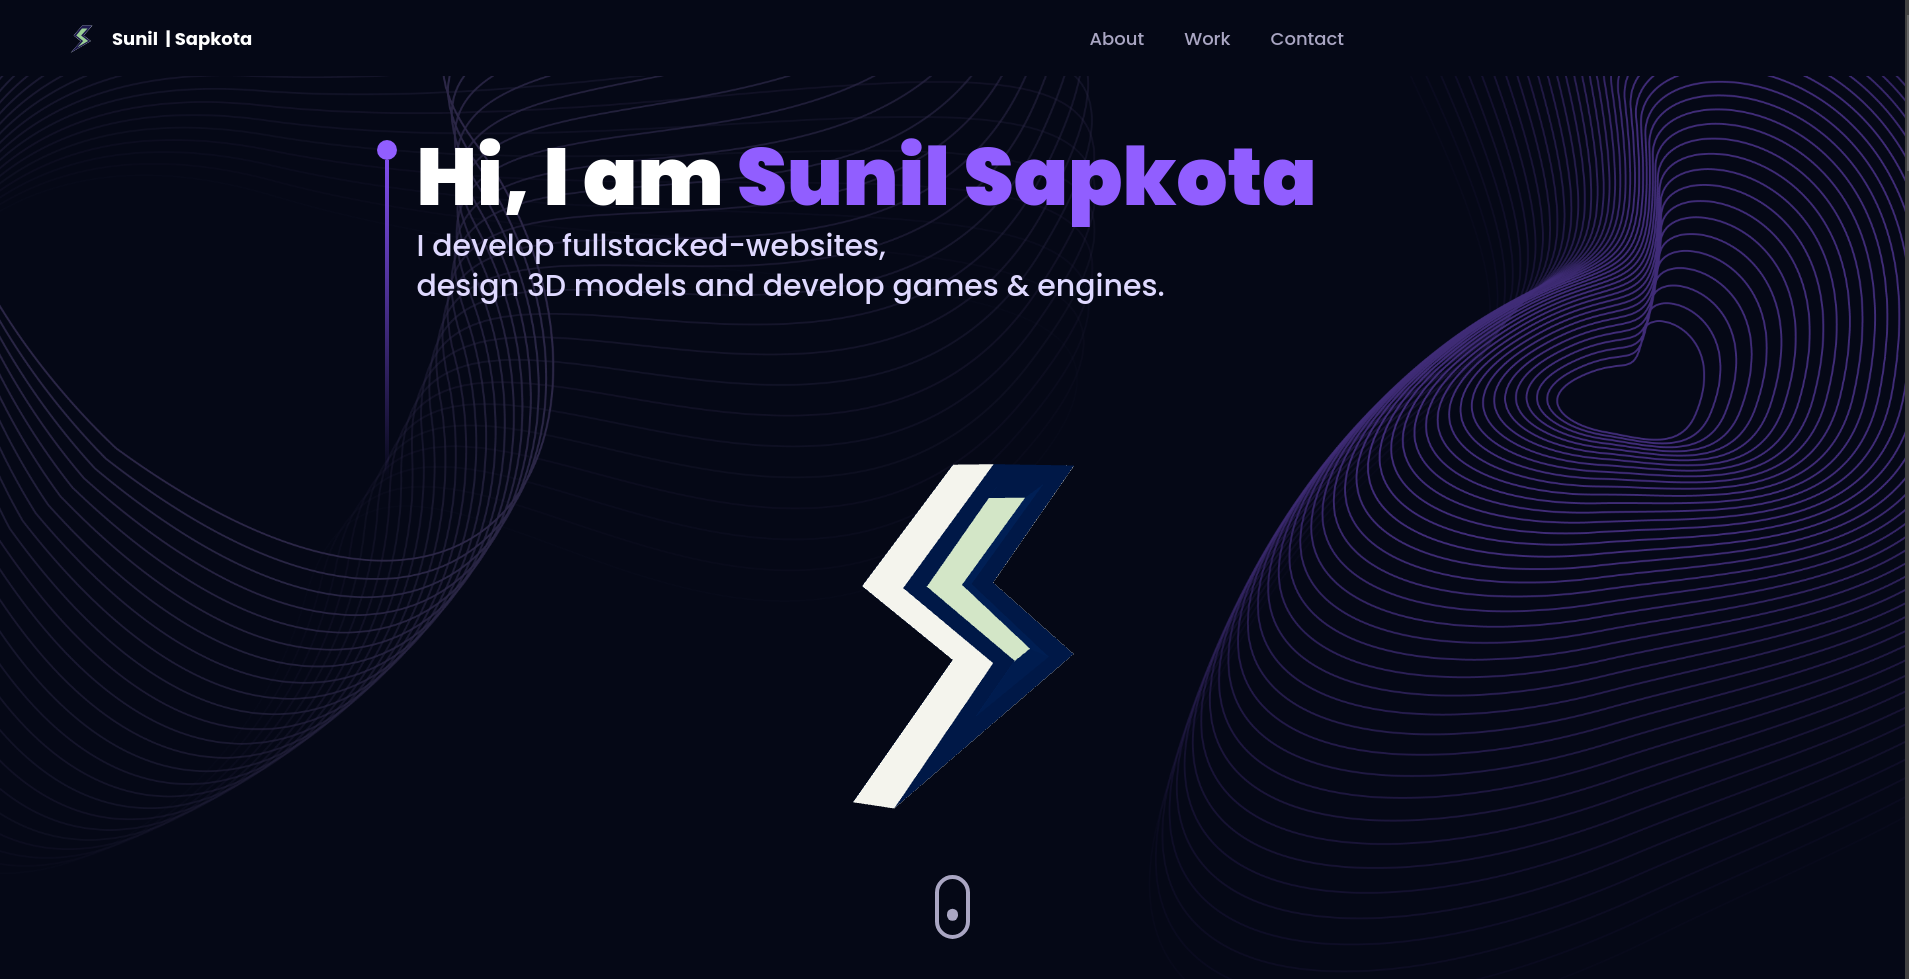 Sunil | Sapkota
About Work Contact
Hi, I am Sunil Sapkota
I develop fullstacked-websites,
design 3D models and develop games & engines.